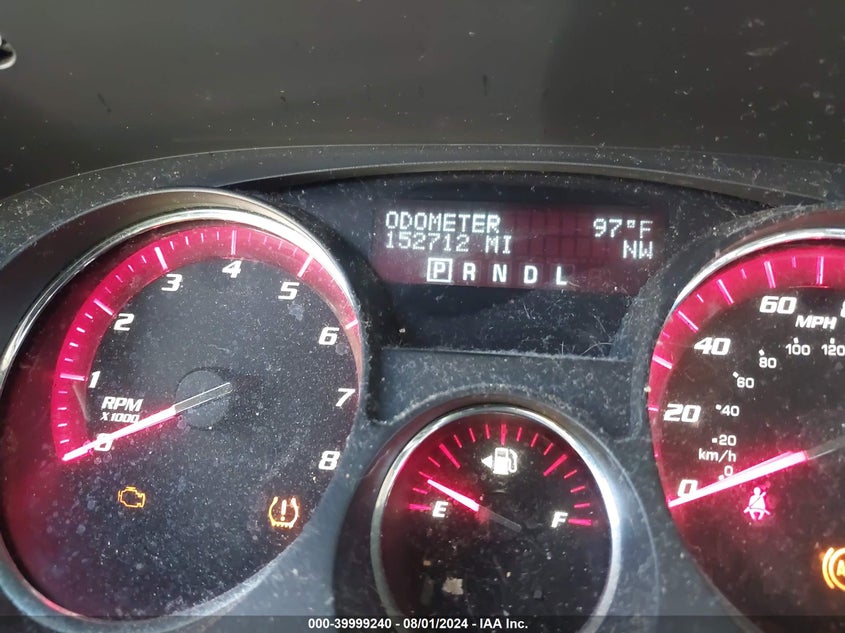 ODOMETER 97°F
152712 MI NW
P R N D L
0 1 2 3 4 5 6 7 8
RPM
X1000
E F
0 20 40 60
MPH
0 20 40 60 80 100 120
km/h
000-39999240 - 08/01/2024 - IAA Inc.